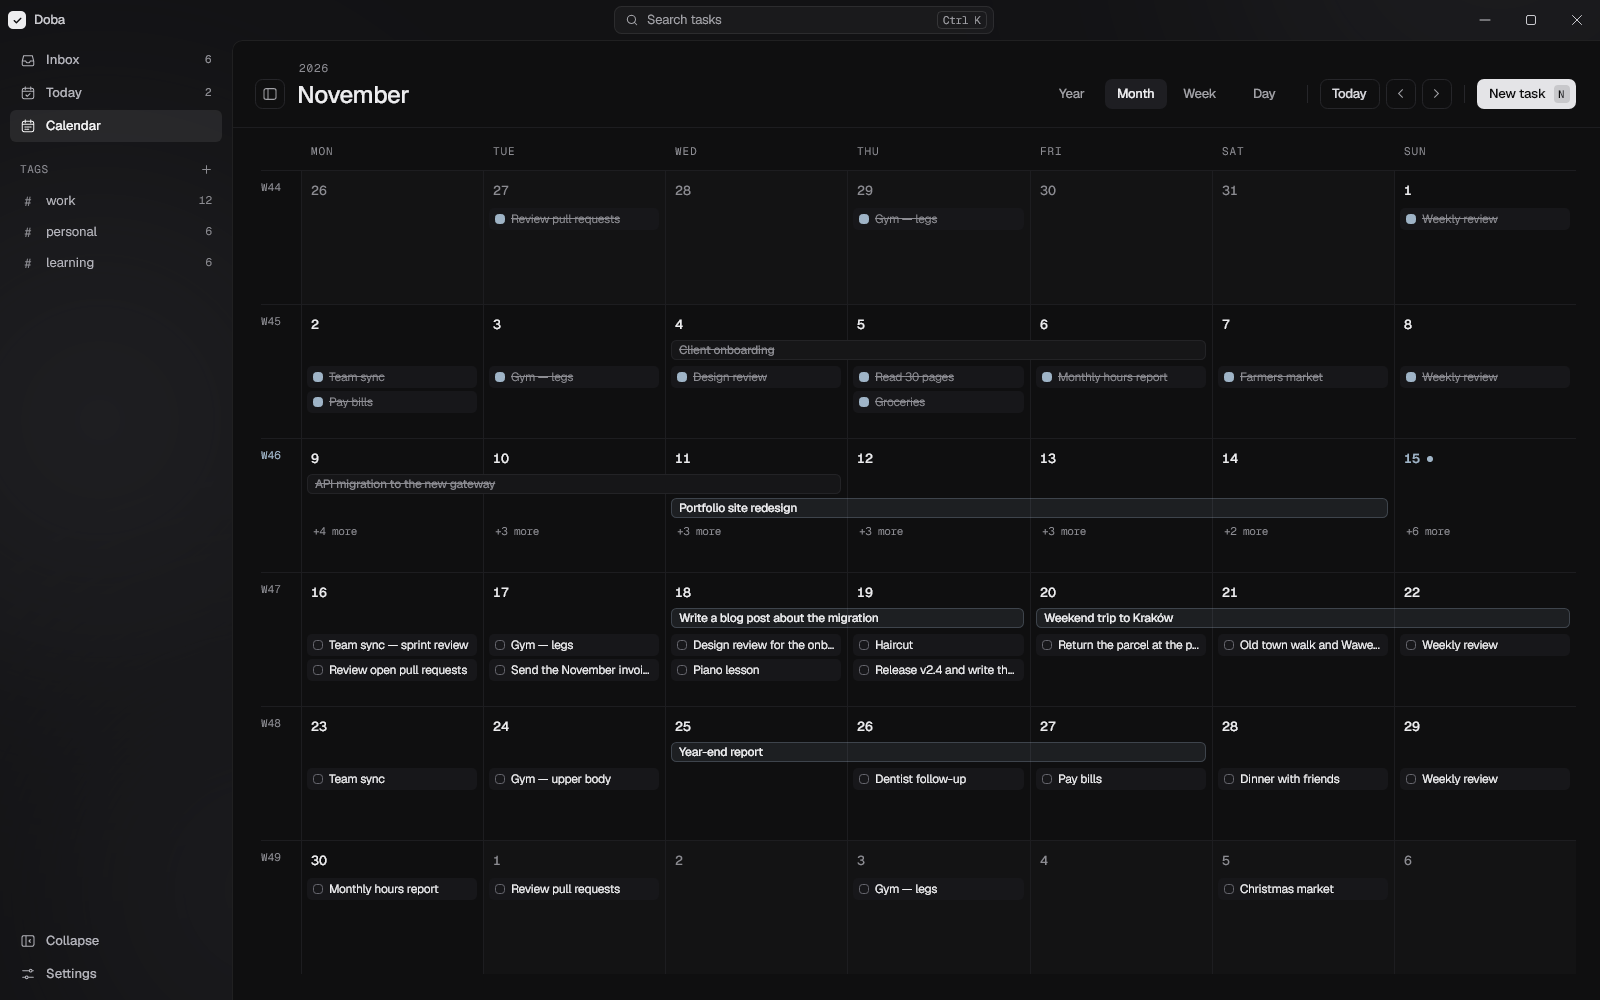 Doba
Search tasks
Ctrl K
Inbox 6
Today 2
Calendar
TAGS
# work 12
# personal 6
# learning 6
Collapse
Settings
2026
November
Year Month Week Day Today New task N
MON TUE WED THU FRI SAT SUN
W44 26 27 28 29 30 31 1
Review pull requests Gym — legs Weekly review
W45 2 3 4 5 6 7 8
Client onboarding
Team sync Gym — legs Design review Read 30 pages Monthly hours report Farmers market Weekly review
Pay bills Groceries
W46 9 10 11 12 13 14 15
API migration to the new gateway
Portfolio site redesign
+4 more +3 more +3 more +3 more +3 more +2 more +6 more
W47 16 17 18 19 20 21 22
Write a blog post about the migration Weekend trip to Kraków
Team sync — sprint review Gym — legs Design review for the onb... Haircut Return the parcel at the p... Old town walk and Wawe... Weekly review
Review open pull requests Send the November invoi... Piano lesson Release v2.4 and write th...
W48 23 24 25 26 27 28 29
Year-end report
Team sync Gym — upper body Dentist follow-up Pay bills Dinner with friends Weekly review
W49 30 1 2 3 4 5 6
Monthly hours report Review pull requests Gym — legs Christmas market